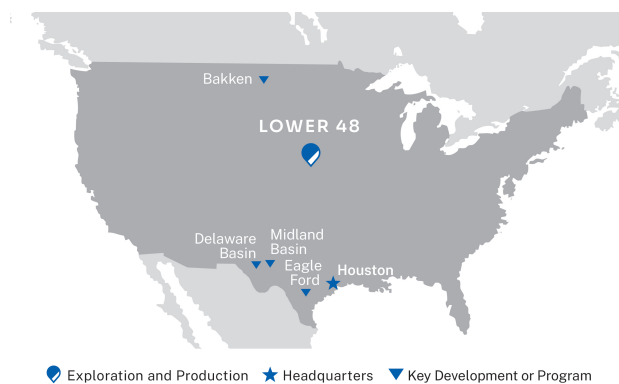 Bakken
LOWER 48
Delaware
Basin
Midland
Basin
Eagle
Ford
Houston
Exploration and Production
Headquarters
Key Development or Program